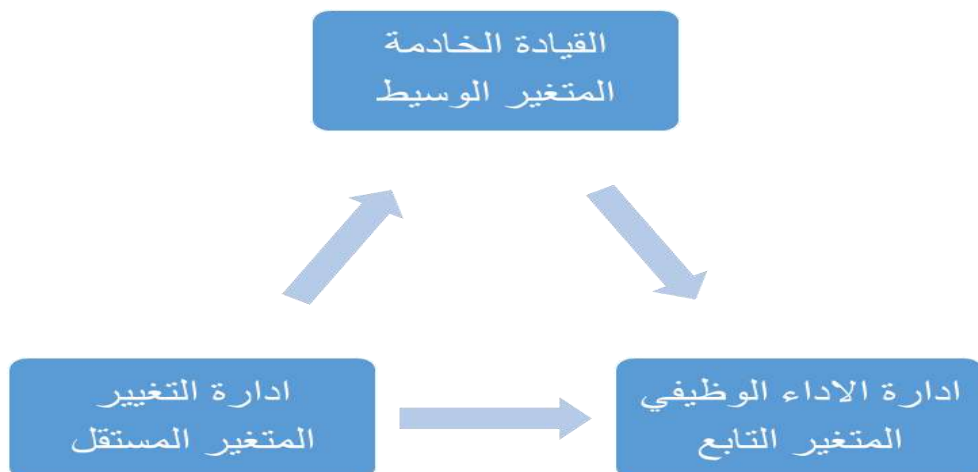 القيادة الخادمة
المتغير الوسيط
ادارة الاداء الوظيفي
المتغير التابع
ادارة التغيير
المتغير المستقل